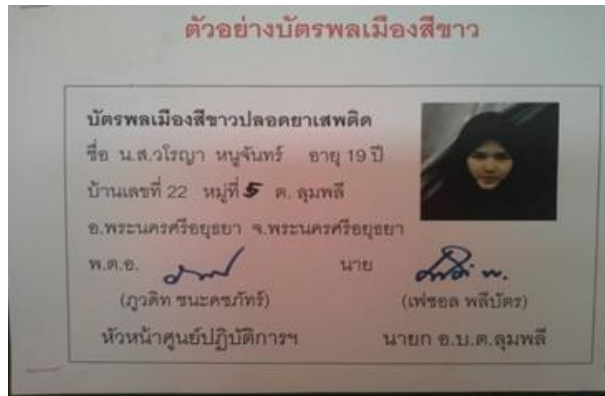 ตัวอย่างบัตรพลเมืองสีขาว
บัตรพลเมืองสีขาวปลอดยาเสพติด
ชื่อ น.ส.วโรญา หนูจันทร์ อายุ 19 ปี
บ้านเลขที่ 22 หมู่ที่ 5 ต. ลุมพลี
อ.พระนครศรีอยุธยา จ.พระนครศรีอยุธยา
พ.ต.อ. นาย
(ภูวดิท ชนะคชภัทร์) (เฟซอล พลีบัตร)
หัวหน้าศูนย์ปฏิบัติการฯ นายก อ.บ.ต.ลุมพลี